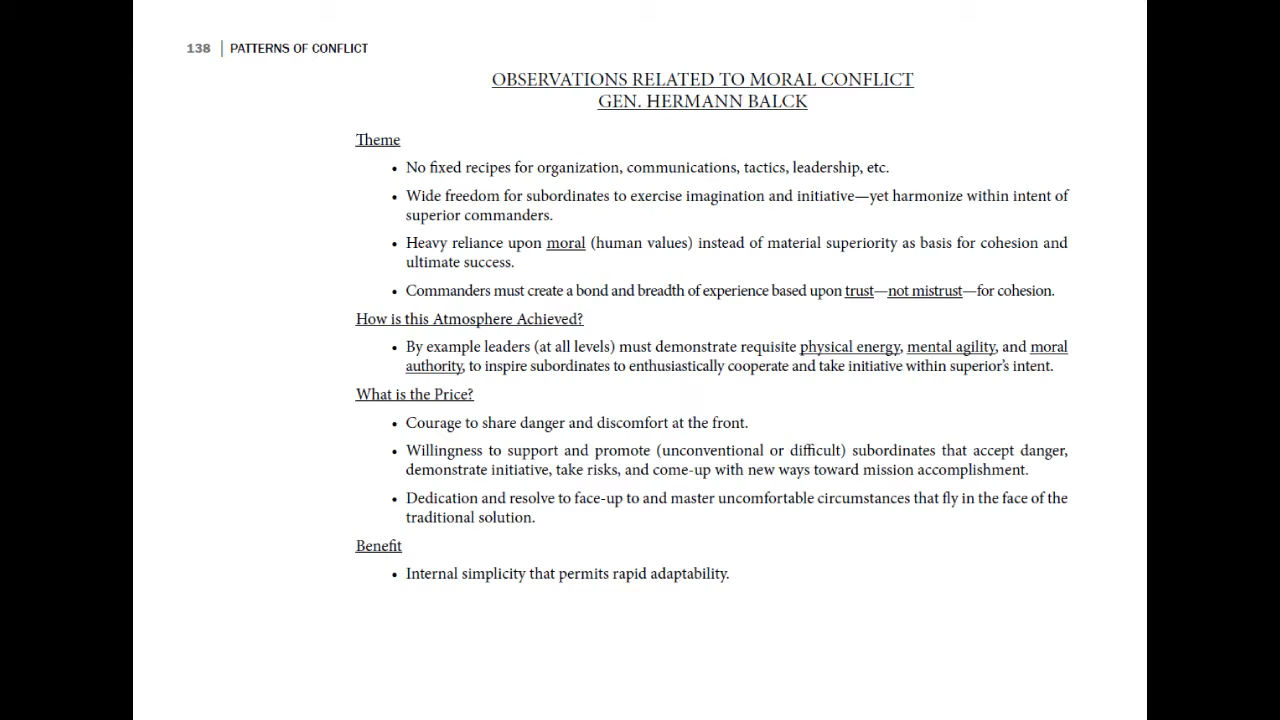 138 | PATTERNS OF CONFLICT
OBSERVATIONS RELATED TO MORAL CONFLICT
GEN. HERMANN BALCK
Theme
• No fixed recipes for organization, communications, tactics, leadership, etc.
• Wide freedom for subordinates to exercise imagination and initiative—yet harmonize within intent of
superior commanders.
• Heavy reliance upon moral (human values) instead of material superiority as basis for cohesion and
ultimate success.
• Commanders must create a bond and breadth of experience based upon trust—not mistrust—for cohesion.
How is this Atmosphere Achieved?
• By example leaders (at all levels) must demonstrate requisite physical energy, mental agility, and moral
authority, to inspire subordinates to enthusiastically cooperate and take initiative within superior's intent.
What is the Price?
• Courage to share danger and discomfort at the front.
• Willingness to support and promote (unconventional or difficult) subordinates that accept danger,
demonstrate initiative, take risks, and come-up with new ways toward mission accomplishment.
• Dedication and resolve to face-up to and master uncomfortable circumstances that fly in the face of the
traditional solution.
Benefit
• Internal simplicity that permits rapid adaptability.